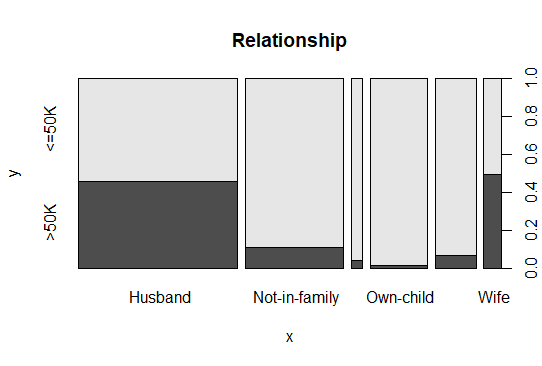 Relationship
y
<=50K
>50K
1.0
0.8
0.6
0.4
0.2
0.0
Husband
Not-in-family
Own-child
Wife
x